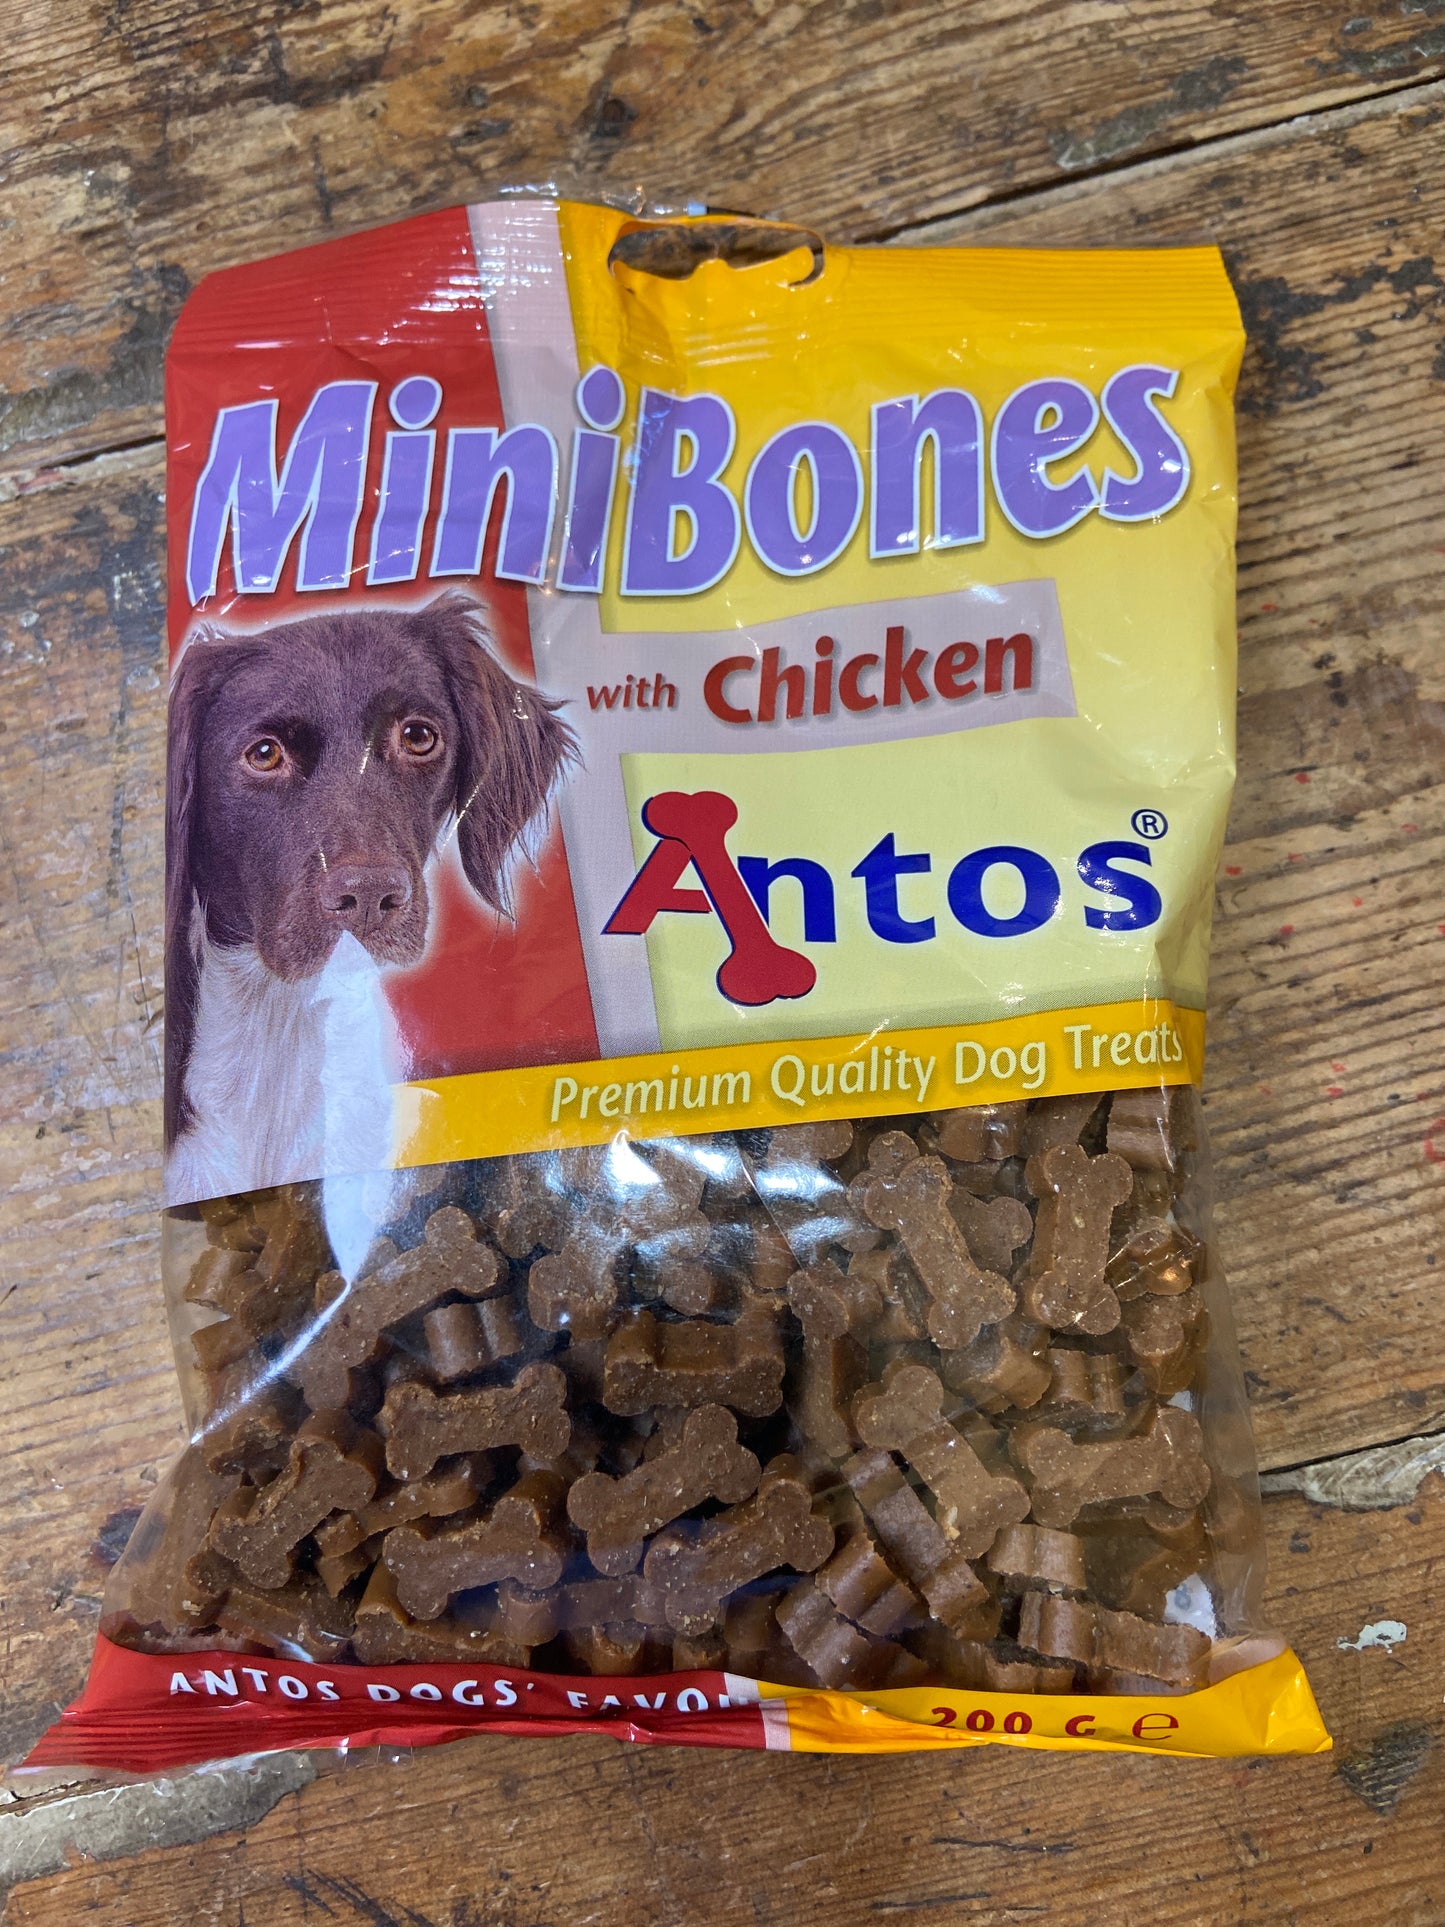 MiniBones
with Chicken
Antos®
Premium Quality Dog Treats
ANTOS DOGS'
200 G ℮